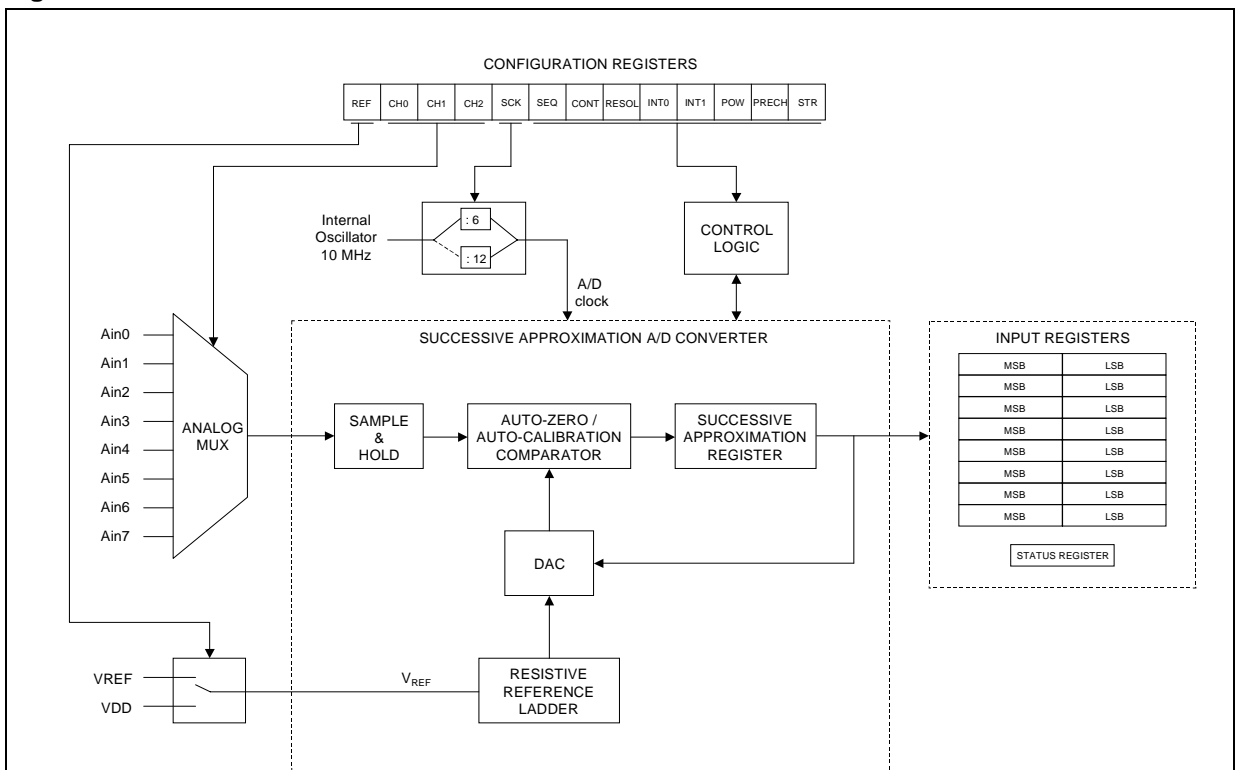 CONFIGURATION REGISTERS
REF CH0 CH1 CH2 SCK SEQ CONT RESOL INT0 INT1 POW PRECH STR
Internal
Oscillator
10 MHz
: 6
: 12
CONTROL
LOGIC
A/D
clock
Ain0
Ain1
Ain2
Ain3
Ain4
Ain5
Ain6
Ain7
ANALOG
MUX
SUCCESSIVE APPROXIMATION A/D CONVERTER
SAMPLE
&
HOLD
AUTO-ZERO /
AUTO-CALIBRATION
COMPARATOR
SUCCESSIVE
APPROXIMATION
REGISTER
DAC
INPUT REGISTERS
MSB LSB
MSB LSB
MSB LSB
MSB LSB
MSB LSB
MSB LSB
MSB LSB
MSB LSB
STATUS REGISTER
VREF
VDD
VREF
RESISTIVE
REFERENCE
LADDER